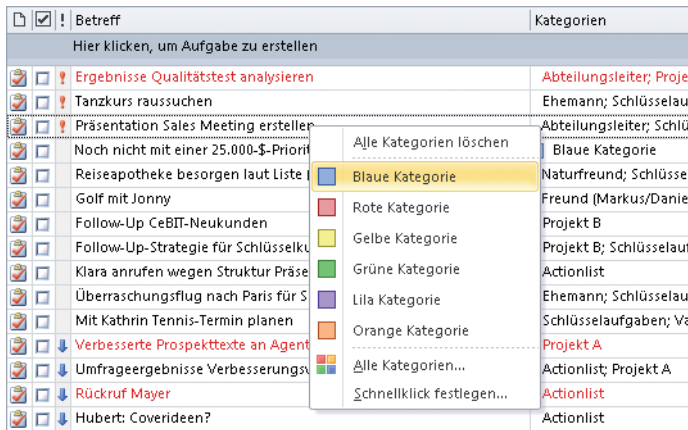 ! Betreff Kategorien
Hier klicken, um Aufgabe zu erstellen
Ergebnisse Qualitätstest analysieren Abteilungsleiter; Proje
Tanzkurs raussuchen Ehemann; Schlüsselau
Präsentation Sales Meeting erstellen Abteilungsleiter; Schlü
Noch nicht mit einer 25.000-$-Priorit Blaue Kategorie
Reiseapotheke besorgen laut Liste Naturfreund; Schlüsse
Golf mit Jonny Freund (Markus/Danie
Follow-Up CeBIT-Neukunden Projekt B
Follow-Up-Strategie für Schlüsselku Projekt B; Schlüsselauf
Klara anrufen wegen Struktur Präse Actionlist
Überraschungsflug nach Paris für S Ehemann; Schlüsselau
Mit Kathrin Tennis-Termin planen Schlüsselaufgaben; Va
Verbesserte Prospekttexte an Agent Projekt A
Umfrageergebnisse Verbesserungsv Actionlist; Projekt A
Rückruf Mayer Actionlist
Hubert: Coverideen? Actionlist
Alle Kategorien löschen
Blaue Kategorie
Rote Kategorie
Gelbe Kategorie
Grüne Kategorie
Lila Kategorie
Orange Kategorie
Alle Kategorien...
Schnellklick festlegen...